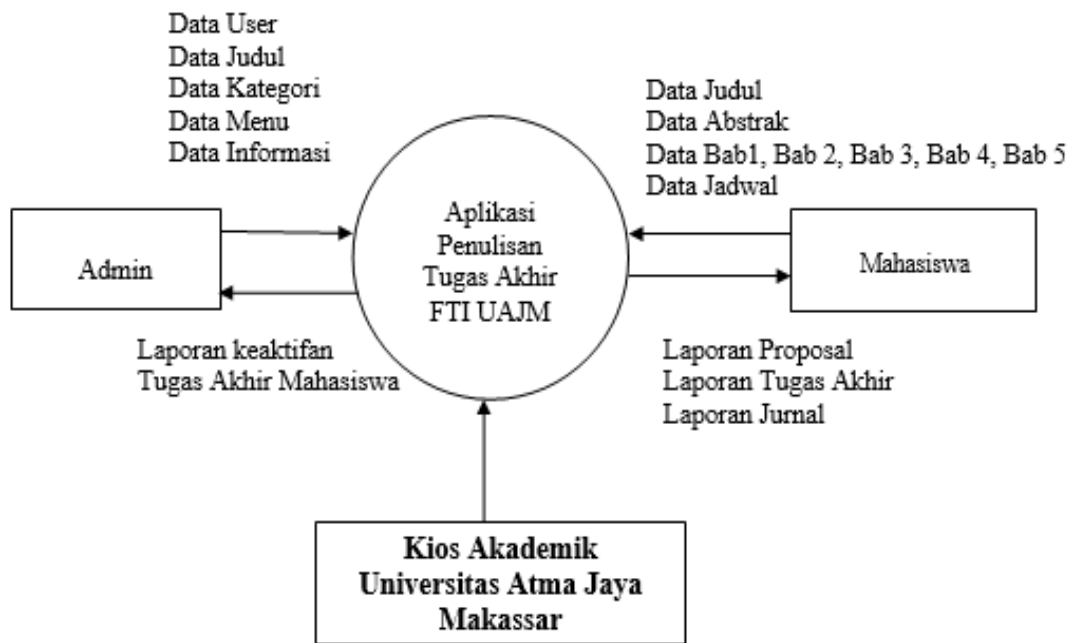 Data User
Data Judul
Data Kategori
Data Menu
Data Informasi
Data Judul
Data Abstrak
Data Bab1, Bab 2, Bab 3, Bab 4, Bab 5
Data Jadwal
Admin
Aplikasi
Penulisan
Tugas Akhir
FTI UAJM
Mahasiswa
Laporan keaktifan
Tugas Akhir Mahasiswa
Laporan Proposal
Laporan Tugas Akhir
Laporan Jurnal
Kios Akademik
Universitas Atma Jaya
Makassar